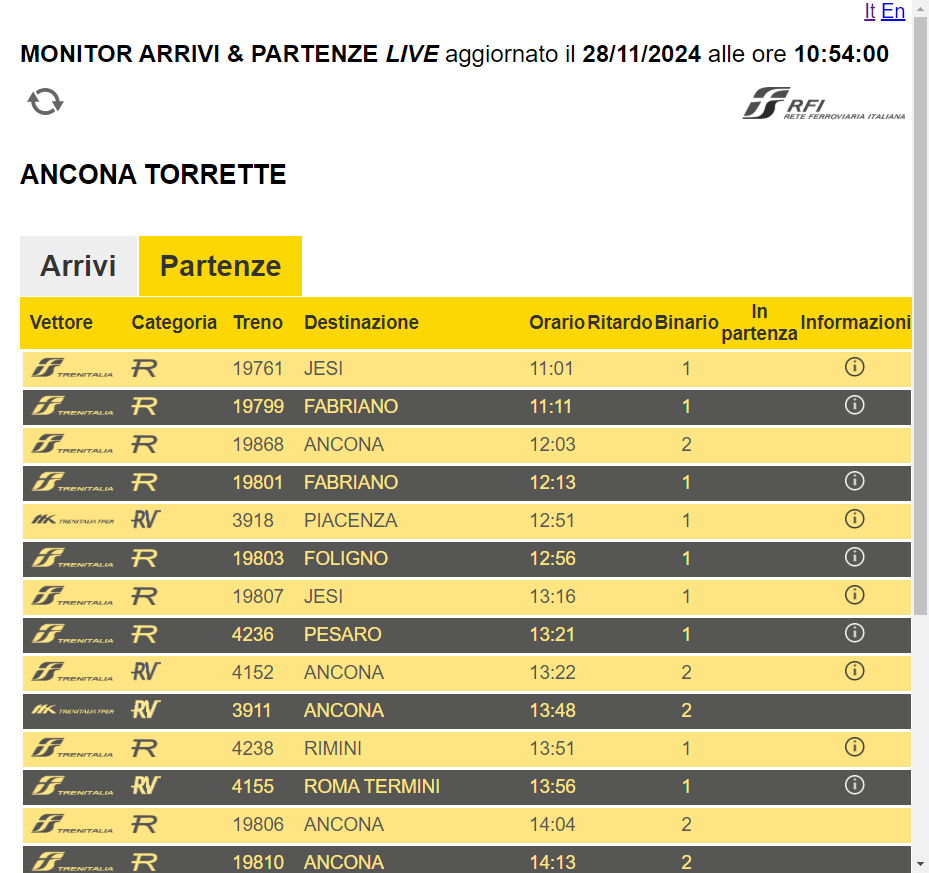 It En
MONITOR ARRIVI & PARTENZE LIVE aggiornato il 28/11/2024 alle ore 10:54:00
RFI
RETE FERROVIARIA ITALIANA
ANCONA TORRETTE
Arrivi Partenze
Vettore Categoria Treno Destinazione Orario Ritardo Binario In partenza Informazioni
TRENITALIA R 19761 JESI 11:01 1
TRENITALIA R 19799 FABRIANO 11:11 1
TRENITALIA R 19868 ANCONA 12:03 2
TRENITALIA R 19801 FABRIANO 12:13 1
TRENITALIA TPER RV 3918 PIACENZA 12:51 1
TRENITALIA R 19803 FOLIGNO 12:56 1
TRENITALIA R 19807 JESI 13:16 1
TRENITALIA R 4236 PESARO 13:21 1
TRENITALIA RV 4152 ANCONA 13:22 2
TRENITALIA TPER RV 3911 ANCONA 13:48 2
TRENITALIA R 4238 RIMINI 13:51 1
TRENITALIA RV 4155 ROMA TERMINI 13:56 1
TRENITALIA R 19806 ANCONA 14:04 2
TRENITALIA R 19810 ANCONA 14:13 2